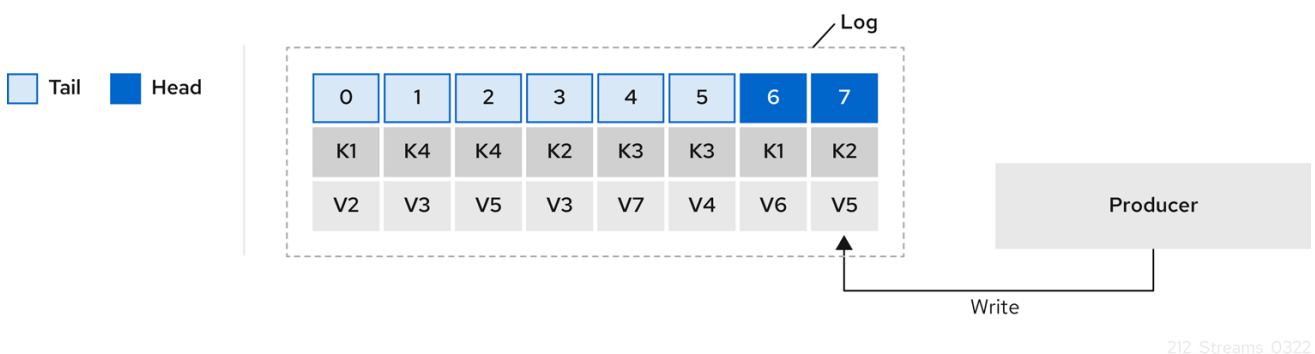 Log
Tail Head
0 1 2 3 4 5 6 7
K1 K4 K4 K2 K3 K3 K1 K2
V2 V3 V5 V3 V7 V4 V6 V5
Producer
Write
212 Streams 0322